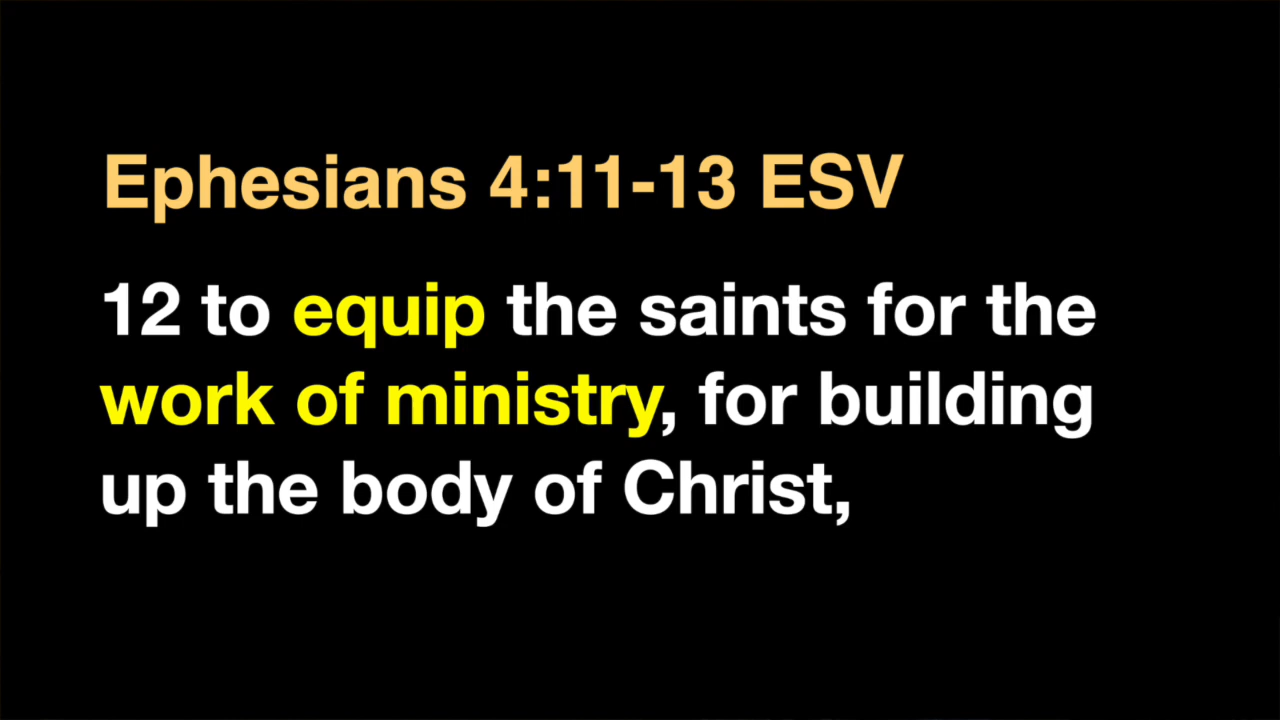 Ephesians 4:11-13 ESV
12 to equip the saints for the
work of ministry, for building
up the body of Christ,